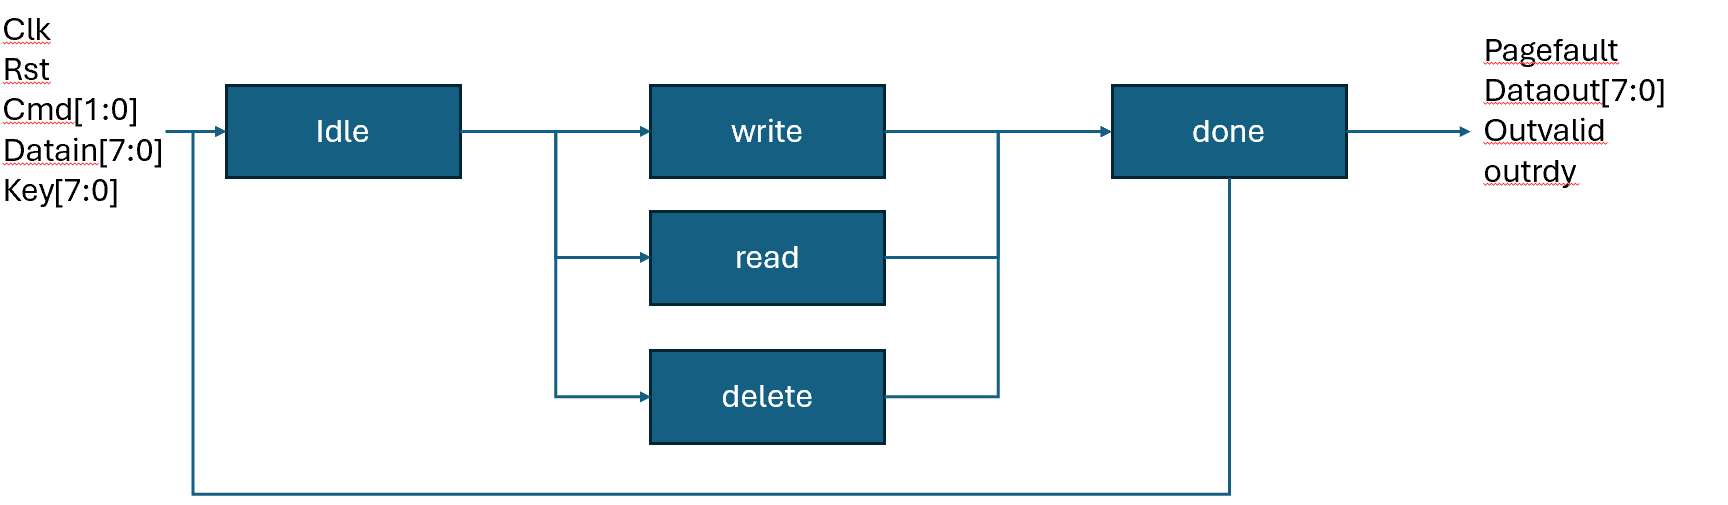 Clk
Rst
Cmd[1:0]
Datain[7:0]
Key[7:0]
Idle
write
read
delete
done
Pagefault
Dataout[7:0]
Outvalid
outrdy